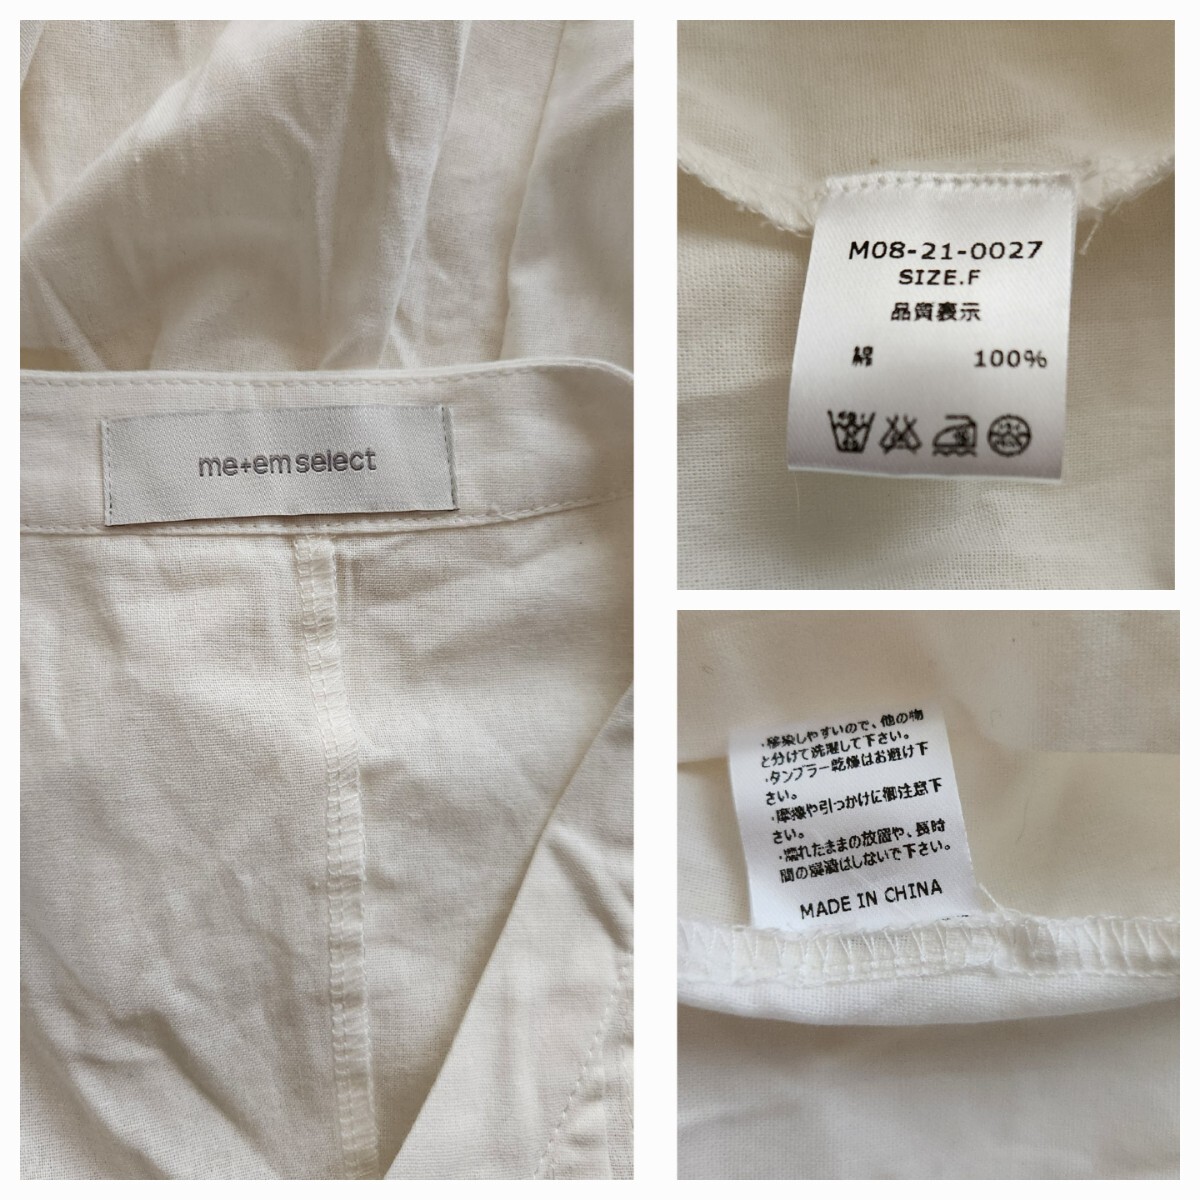 me+em select
M08-21-0027
SIZE.F
品質表示
綿 100%
・移染しやすいので、他の物
と分けて洗濯して下さい。
・タンブラー乾燥はお避け下
さい。
・摩擦や引っかけに御注意下
さい。
・濡れたままの放置や、長時
間の浸漬はしないで下さい。
MADE IN CHINA